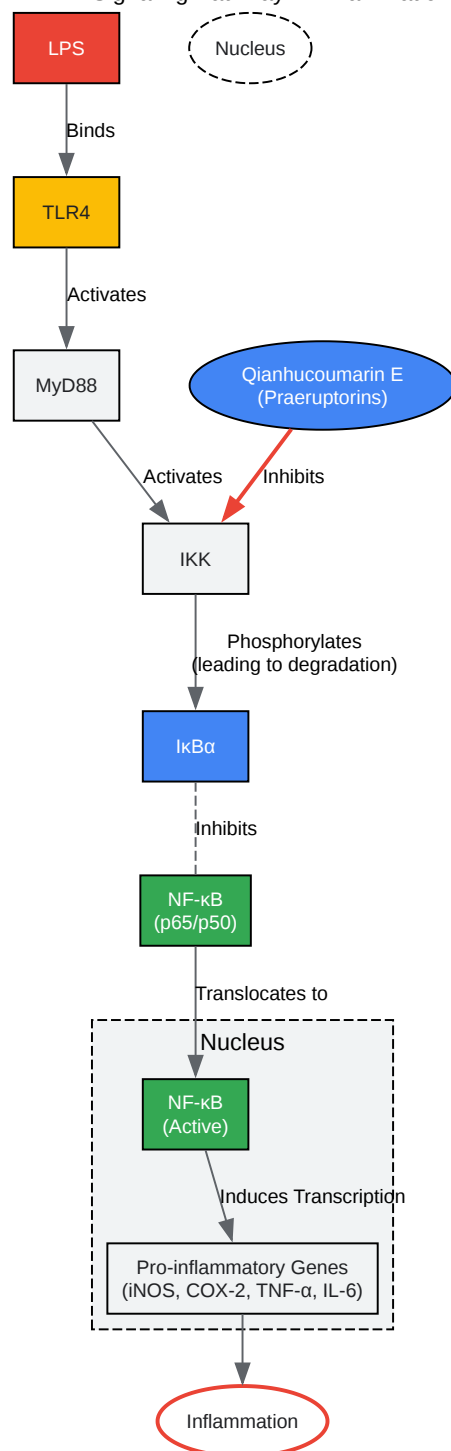 LPS
Nucleus
Binds
TLR4
Activates
MyD88
Qianhucoumarin E
(Praeruptorins)
Activates
Inhibits
IKK
Phosphorylates
(leading to degradation)
IκBα
Inhibits
NF-κB
(p65/p50)
Translocates to
Nucleus
NF-κB
(Active)
Induces Transcription
Pro-inflammatory Genes
(iNOS, COX-2, TNF-α, IL-6)
Inflammation